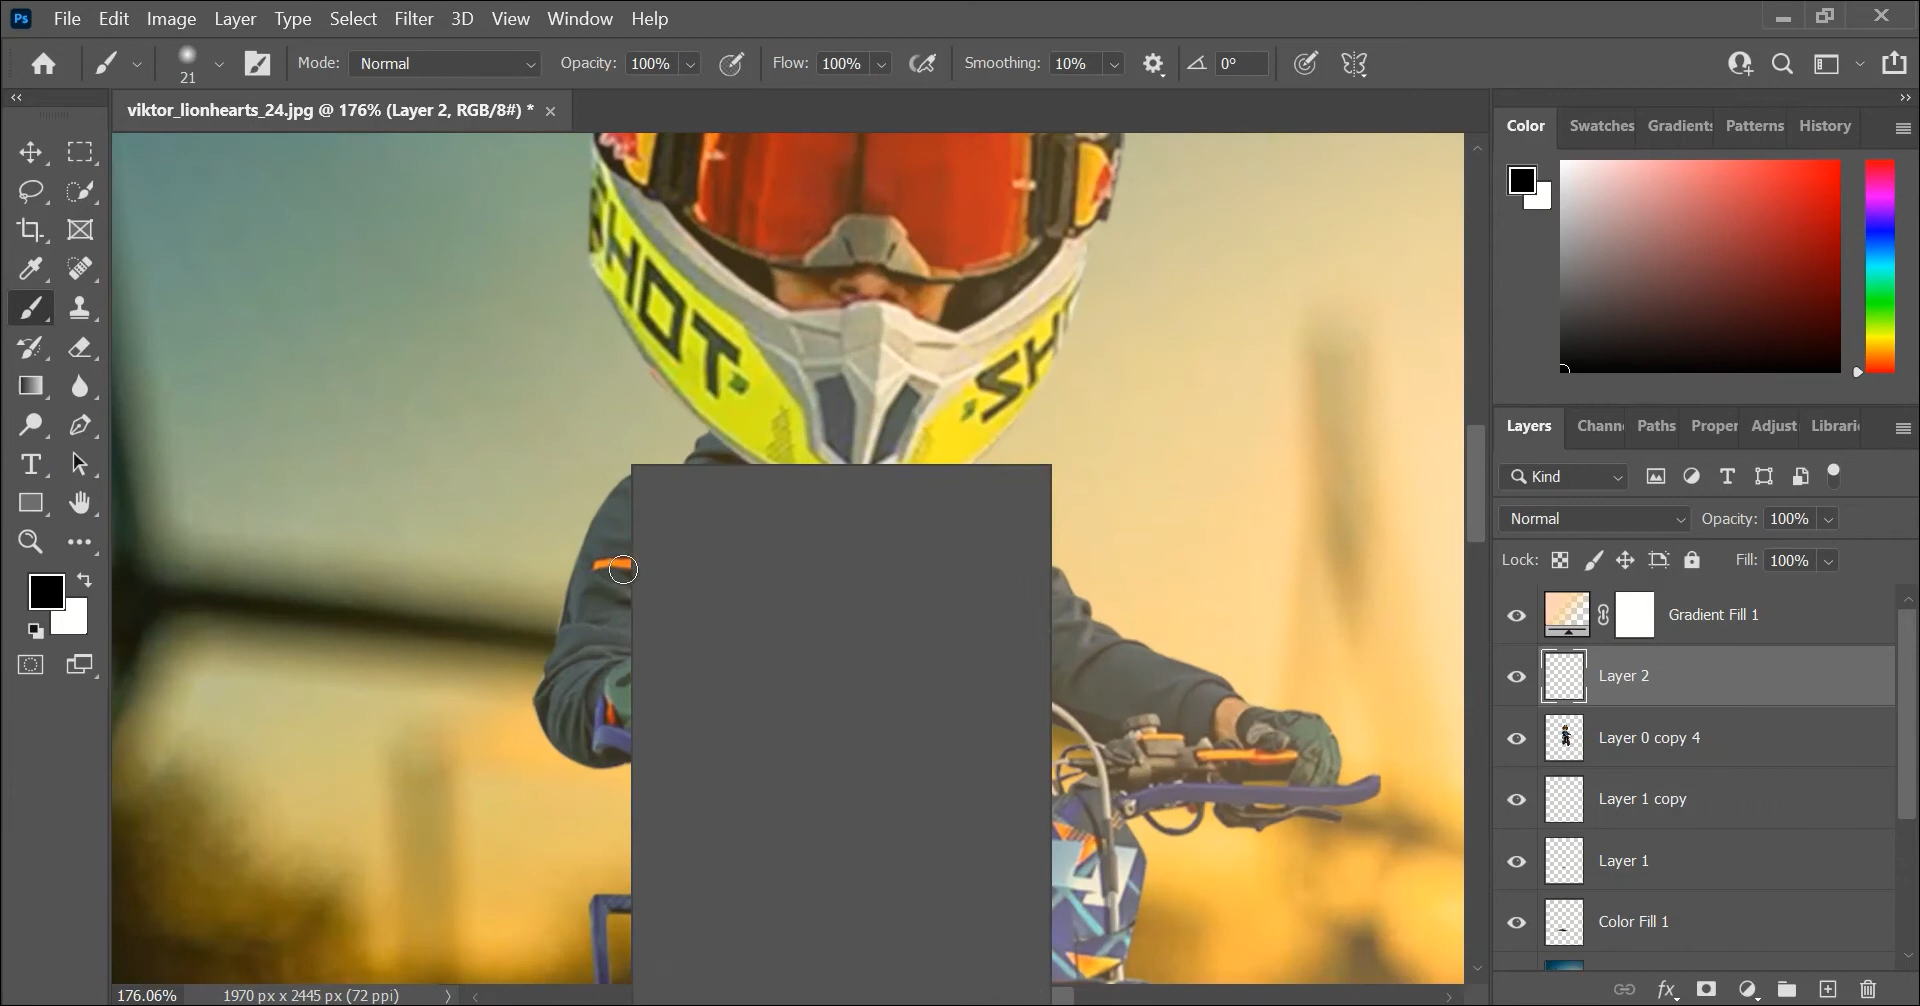 Ps File Edit Image Layer Type Select Filter 3D View Window Help
21 Mode: Normal Opacity: 100% Flow: 100% Smoothing: 10% 0°
viktor_lionhearts_24.jpg @ 176% (Layer 2, RGB/8#) * ×
Color Swatches Gradients Patterns History
SHOT
SH
Layers Chann Paths Proper Adjust Librari
Kind
Normal Opacity: 100%
Lock: Fill: 100%
Gradient Fill 1
Layer 2
Layer 0 copy 4
Layer 1 copy
Layer 1
Color Fill 1
176.06% 1970 px x 2445 px (72 ppi)
fx